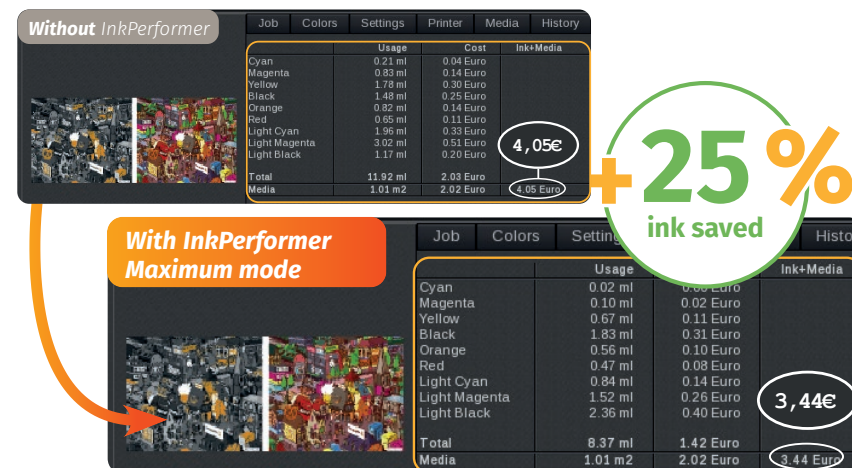 Without InkPerformer
Job Colors Settings Printer Media History
Usage Cost Ink+Media
Cyan 0.21 ml 0.04 Euro
Magenta 0.83 ml 0.14 Euro
Yellow 1.78 ml 0.30 Euro
Black 1.48 ml 0.25 Euro
Orange 0.82 ml 0.14 Euro
Red 0.65 ml 0.11 Euro
Light Cyan 1.96 ml 0.33 Euro
Light Magenta 3.02 ml 0.51 Euro
Light Black 1.17 ml 0.20 Euro
4,05€
Total 11.92 ml 2.03 Euro
Media 1.01 m2 2.02 Euro 4.05 Euro
+25%
ink saved
With InkPerformer
Maximum mode
Job Colors
Usage Ink+Media
Cyan 0.02 ml Euro
Magenta 0.10 ml 0.02 Euro
Yellow 0.67 ml 0.11 Euro
Black 1.83 ml 0.31 Euro
Orange 0.56 ml 0.10 Euro
Red 0.47 ml 0.08 Euro
Light Cyan 0.84 ml 0.14 Euro
Light Magenta 1.52 ml 0.26 Euro
Light Black 2.36 ml 0.40 Euro
3,44€
Total 8.37 ml 1.42 Euro
Media 1.01 m2 2.02 Euro 3.44 Euro